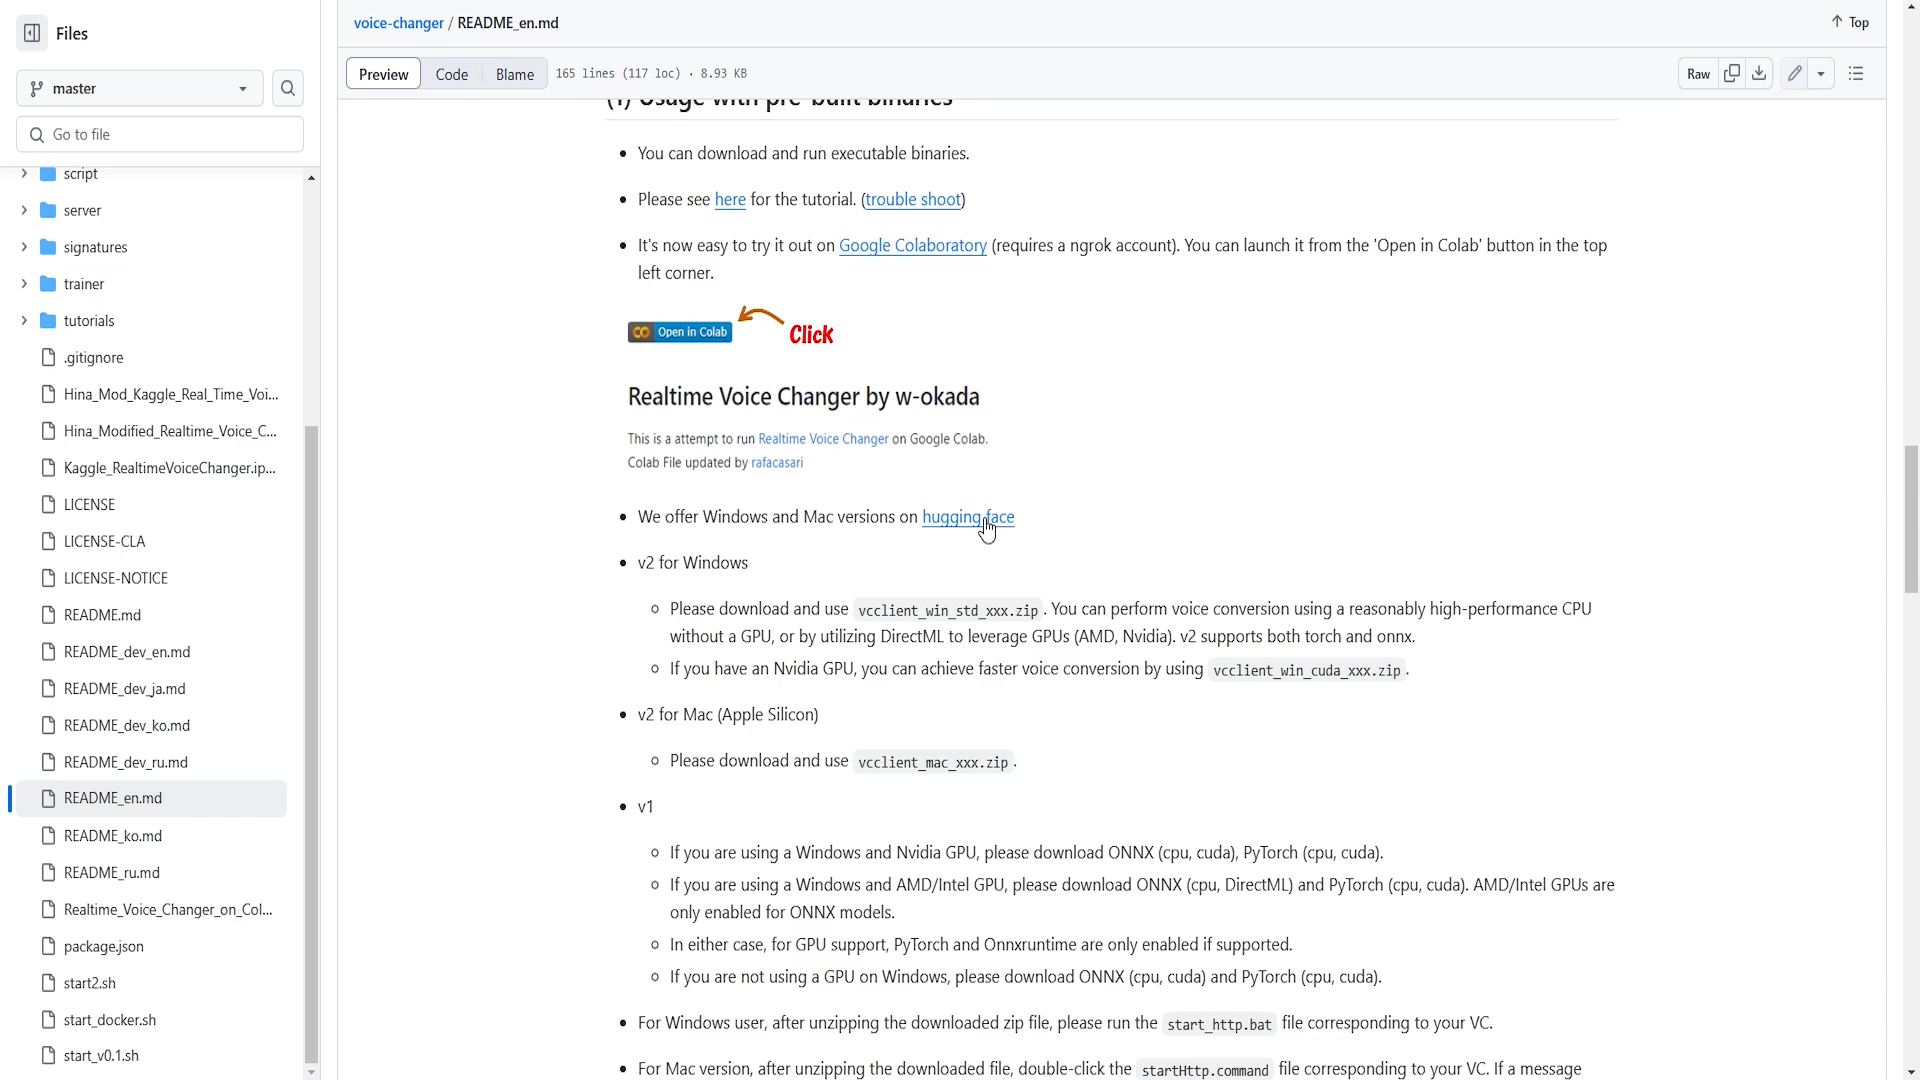 Files
master
Go to file
script
server
signatures
trainer
tutorials
.gitignore
Hina_Mod_Kaggle_Real_Time_Voi...
Hina_Modified_Realtime_Voice_C...
Kaggle_RealtimeVoiceChanger.ip...
LICENSE
LICENSE-CLA
LICENSE-NOTICE
README.md
README_dev_en.md
README_dev_ja.md
README_dev_ko.md
README_dev_ru.md
README_en.md
README_ko.md
README_ru.md
Realtime_Voice_Changer_on_Col...
package.json
start2.sh
start_docker.sh
start_v0.1.sh
voice-changer / README_en.md
Top
Preview Code Blame 165 lines (117 loc) · 8.93 KB
Raw
(1) Usage with pre-built binaries
You can download and run executable binaries.
Please see here for the tutorial. (trouble shoot)
It's now easy to try it out on Google Colaboratory (requires a ngrok account). You can launch it from the 'Open in Colab' button in the top
left corner.
Open in Colab
Click
Realtime Voice Changer by w-okada
This is a attempt to run Realtime Voice Changer on Google Colab.
Colab File updated by rafacasari
We offer Windows and Mac versions on hugging face
v2 for Windows
Please download and use vcclient_win_std_xxx.zip. You can perform voice conversion using a reasonably high-performance CPU
without a GPU, or by utilizing DirectML to leverage GPUs (AMD, Nvidia). v2 supports both torch and onnx.
If you have an Nvidia GPU, you can achieve faster voice conversion by using vcclient_win_cuda_xxx.zip.
v2 for Mac (Apple Silicon)
Please download and use vcclient_mac_xxx.zip.
v1
If you are using a Windows and Nvidia GPU, please download ONNX (cpu, cuda), PyTorch (cpu, cuda).
If you are using a Windows and AMD/Intel GPU, please download ONNX (cpu, DirectML) and PyTorch (cpu, cuda). AMD/Intel GPUs are
only enabled for ONNX models.
In either case, for GPU support, PyTorch and Onnxruntime are only enabled if supported.
If you are not using a GPU on Windows, please download ONNX (cpu, cuda) and PyTorch (cpu, cuda).
For Windows user, after unzipping the downloaded zip file, please run the start_http.bat file corresponding to your VC.
For Mac version, after unzipping the downloaded file, double-click the startHttp.command file corresponding to your VC. If a message